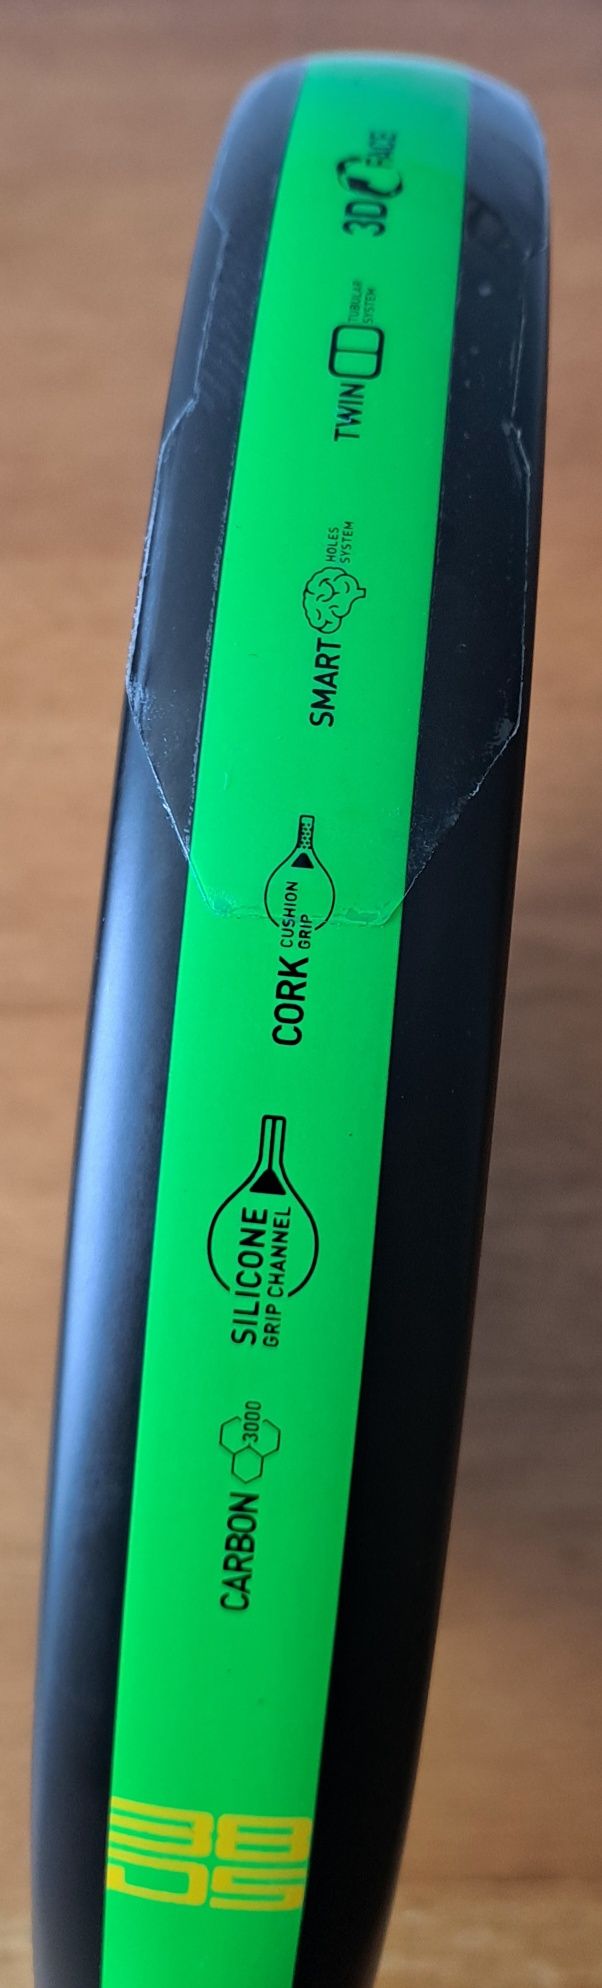 3D FACE
TWIN TUBULAR
SYSTEM
SMART HOLES
SYSTEM
CORK CUSHION
GRIP
SILICONE
GRIP CHANNEL
CARBON 3000